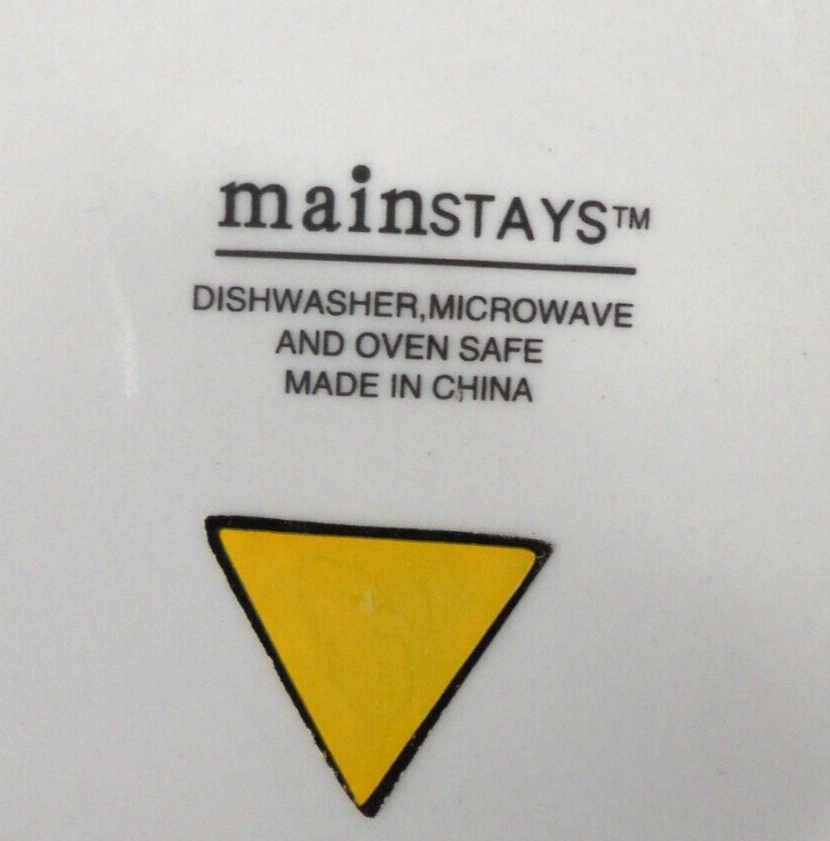 mainSTAYS™
DISHWASHER,MICROWAVE
AND OVEN SAFE
MADE IN CHINA